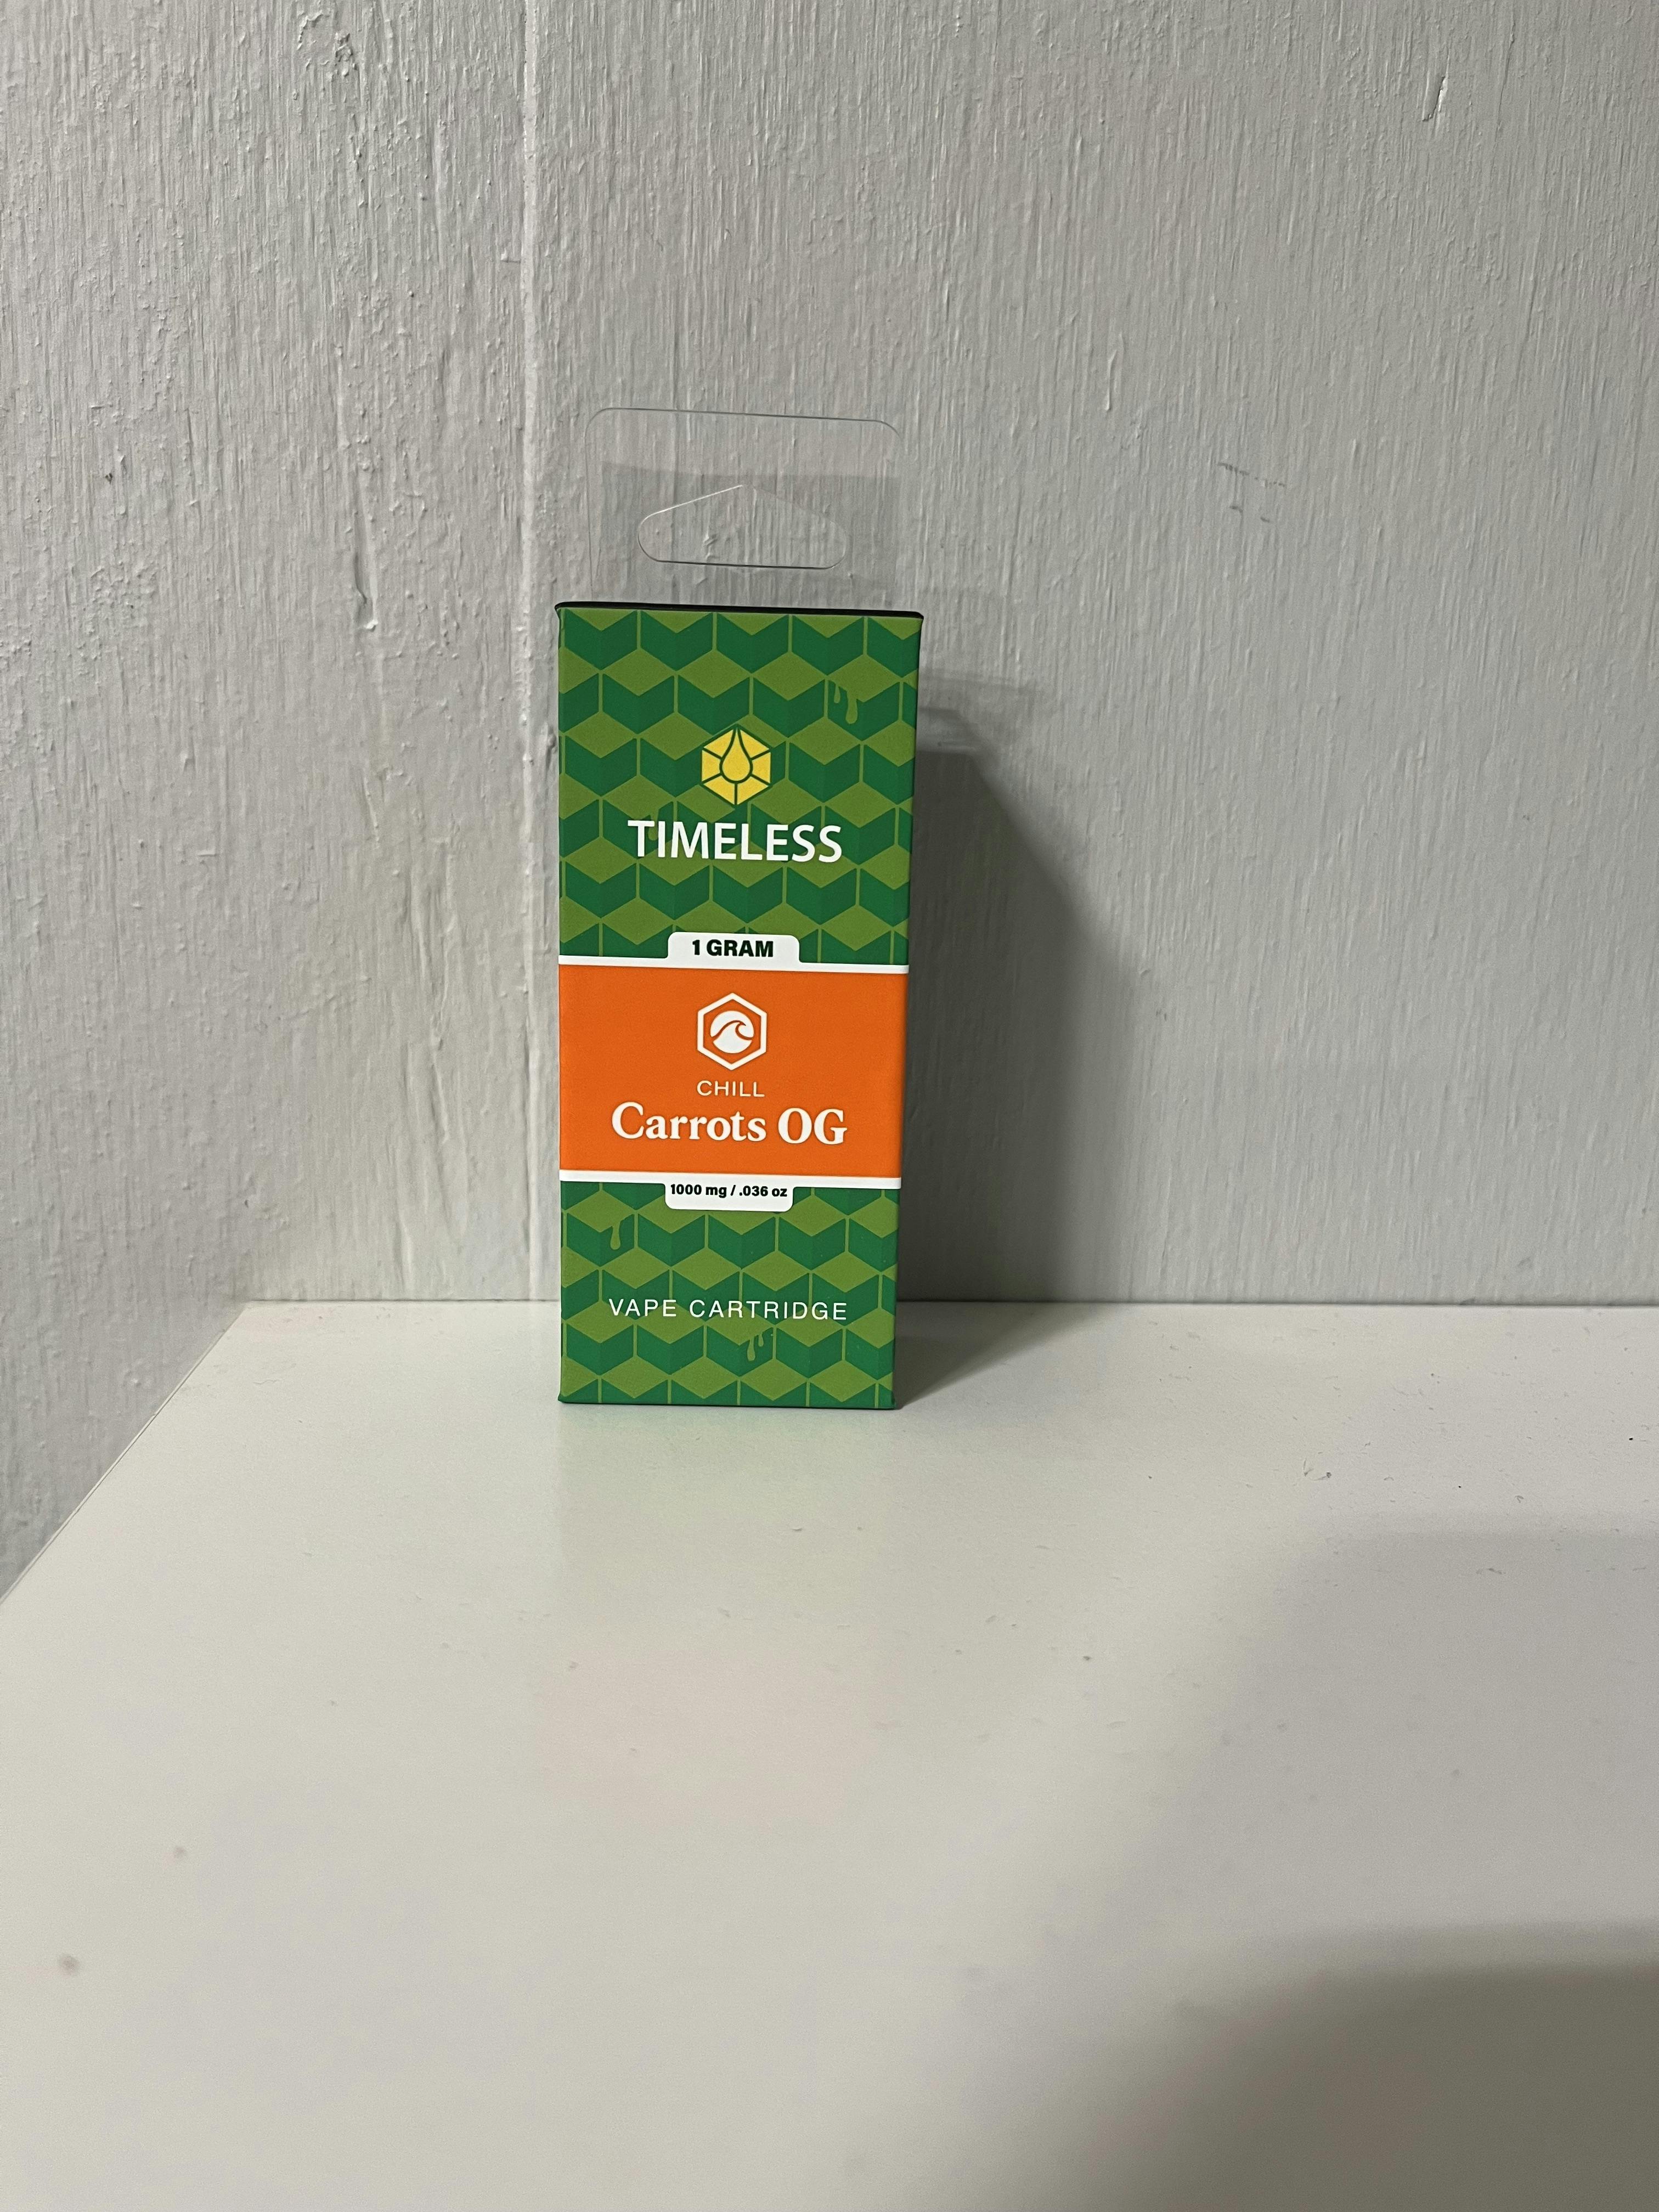 TIMELESS
1 GRAM
CHILL
Carrots OG
1000 mg / .036 oz
VAPE CARTRIDGE